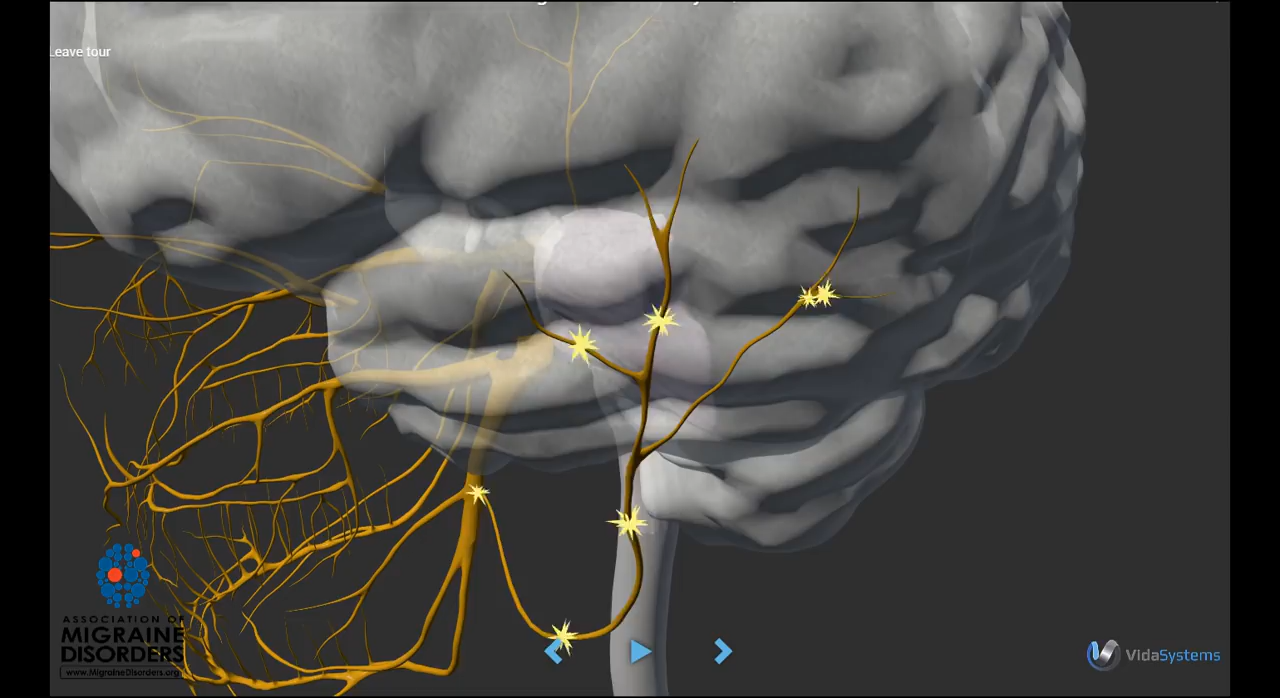 Leave tour
ASSOCIATION OF
MIGRAINE
DISORDERS
www.MigraineDisorders.org
VidaSystems